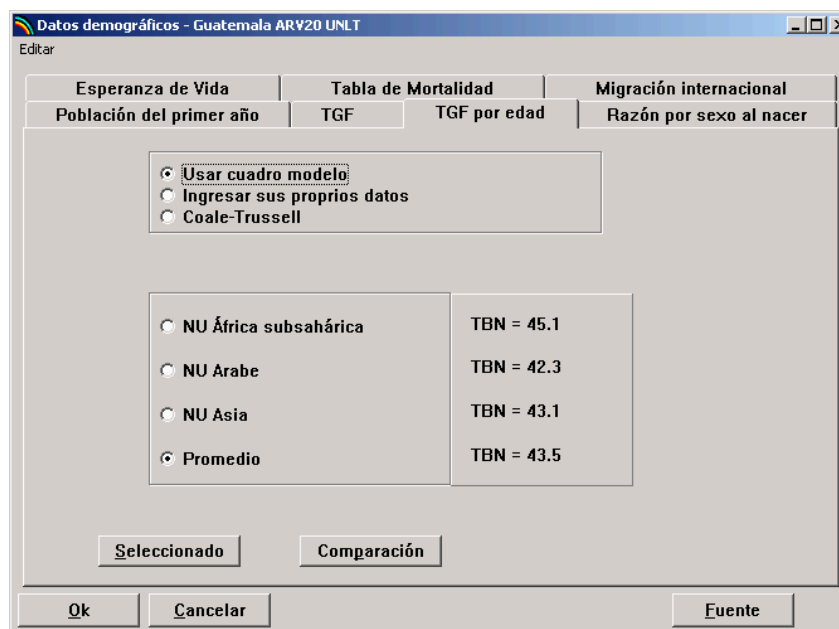 Datos demográficos - Guatemala ARV20 UNLT
Editar
Esperanza de Vida Tabla de Mortalidad Migración internacional
Población del primer año TGF TGF por edad Razón por sexo al nacer
Usar cuadro modelo
Ingresar sus proprios datos
Coale-Trussell
NU África subsahárica TBN = 45.1
NU Arabe TBN = 42.3
NU Asia TBN = 43.1
Promedio TBN = 43.5
Seleccionado Comparación
Ok Cancelar Fuente